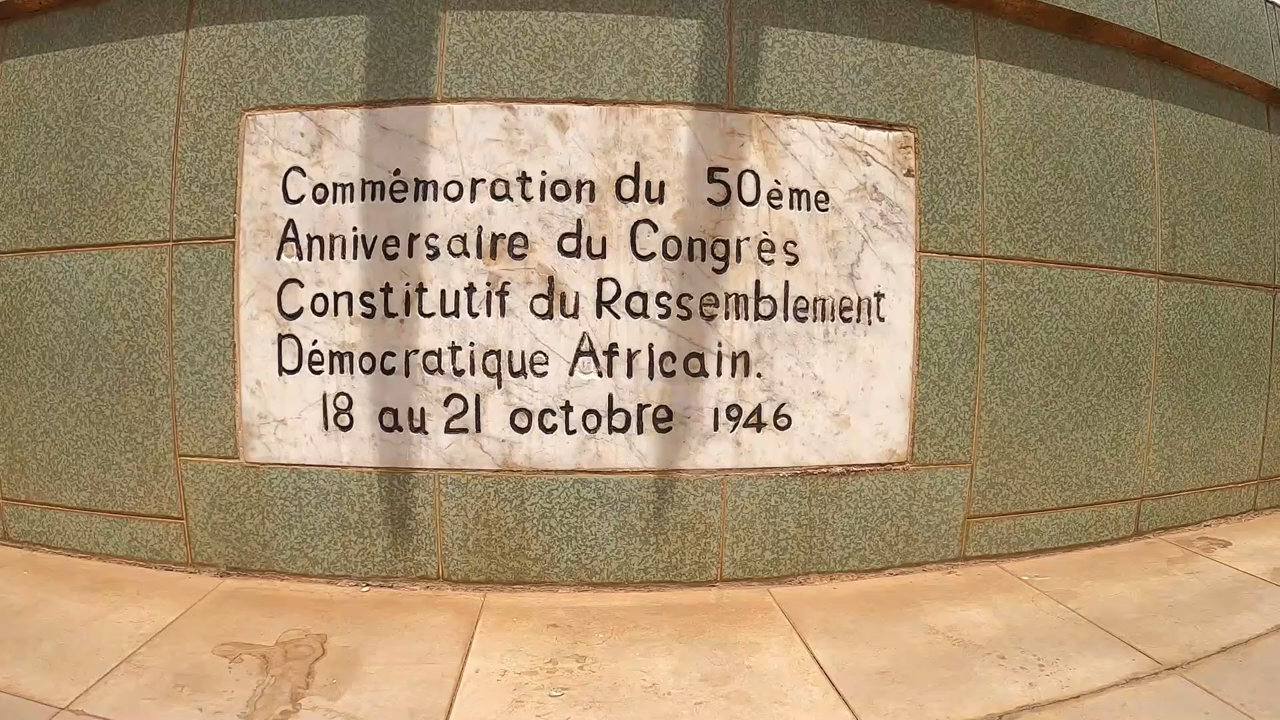 Commémoration du 50ème
Anniversaire du Congrès
Constitutif du Rassemblement
Démocratique Africain.
18 au 21 octobre 1946